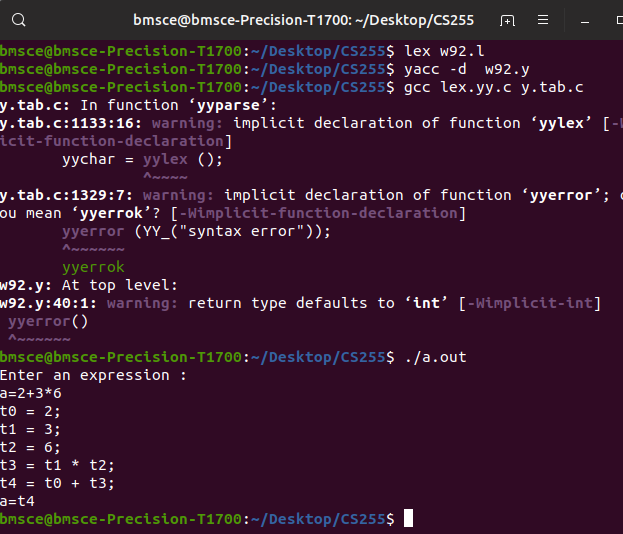 bmsce@bmsce-Precision-T1700: ~/Desktop/CS255
bmsce@bmsce-Precision-T1700:~/Desktop/CS255$ lex w92.l
bmsce@bmsce-Precision-T1700:~/Desktop/CS255$ yacc -d  w92.y
bmsce@bmsce-Precision-T1700:~/Desktop/CS255$ gcc lex.yy.c y.tab.c
y.tab.c: In function ‘yyparse’:
y.tab.c:1133:16: warning: implicit declaration of function ‘yylex’ [-W
icit-function-declaration]
yychar = yylex ();
^~~~~
y.tab.c:1329:7: warning: implicit declaration of function ‘yyerror’; d
ou mean ‘yyerrok’? [-Wimplicit-function-declaration]
yyerror (YY_("syntax error"));
^~~~~~~
yyerrok
w92.y: At top level:
w92.y:40:1: warning: return type defaults to ‘int’ [-Wimplicit-int]
yyerror()
^~~~~~~
bmsce@bmsce-Precision-T1700:~/Desktop/CS255$ ./a.out
Enter an expression :
a=2+3*6
t0 = 2;
t1 = 3;
t2 = 6;
t3 = t1 * t2;
t4 = t0 + t3;
a=t4
bmsce@bmsce-Precision-T1700:~/Desktop/CS255$